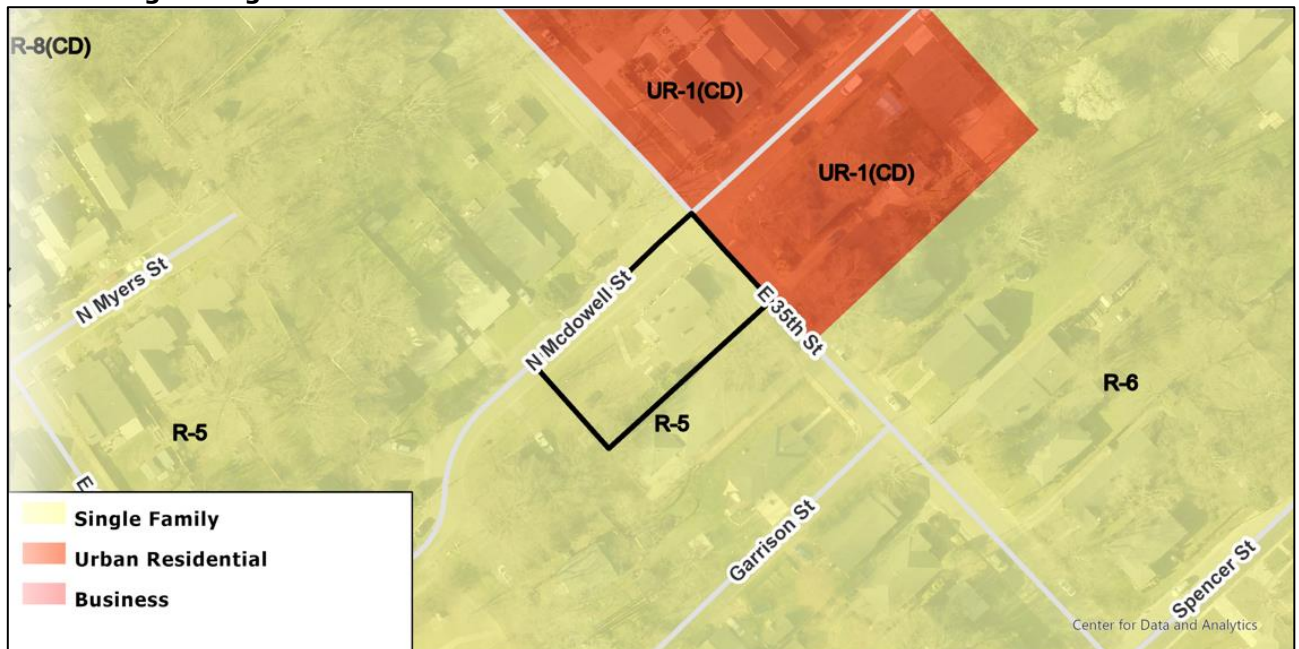 R-8(CD)
UR-1(CD)
UR-1(CD)
N Myers St
N Mcdowell St
E 35th St
R-6
R-5
R-5
E
Garrison St
Spencer St
Single Family
Urban Residential
Business
Center for Data and Analytics